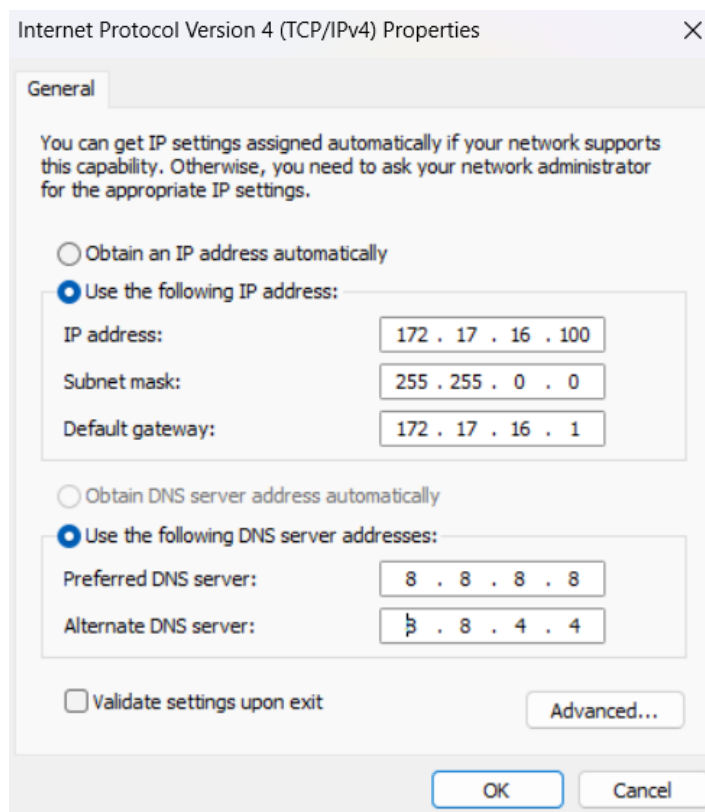 Internet Protocol Version 4 (TCP/IPv4) Properties
General
You can get IP settings assigned automatically if your network supports
this capability. Otherwise, you need to ask your network administrator
for the appropriate IP settings.
Obtain an IP address automatically
Use the following IP address:
IP address: 172 . 17 . 16 . 100
Subnet mask: 255 . 255 . 0 . 0
Default gateway: 172 . 17 . 16 . 1
Obtain DNS server address automatically
Use the following DNS server addresses:
Preferred DNS server: 8 . 8 . 8 . 8
Alternate DNS server: 8 . 8 . 4 . 4
Validate settings upon exit
Advanced...
OK Cancel